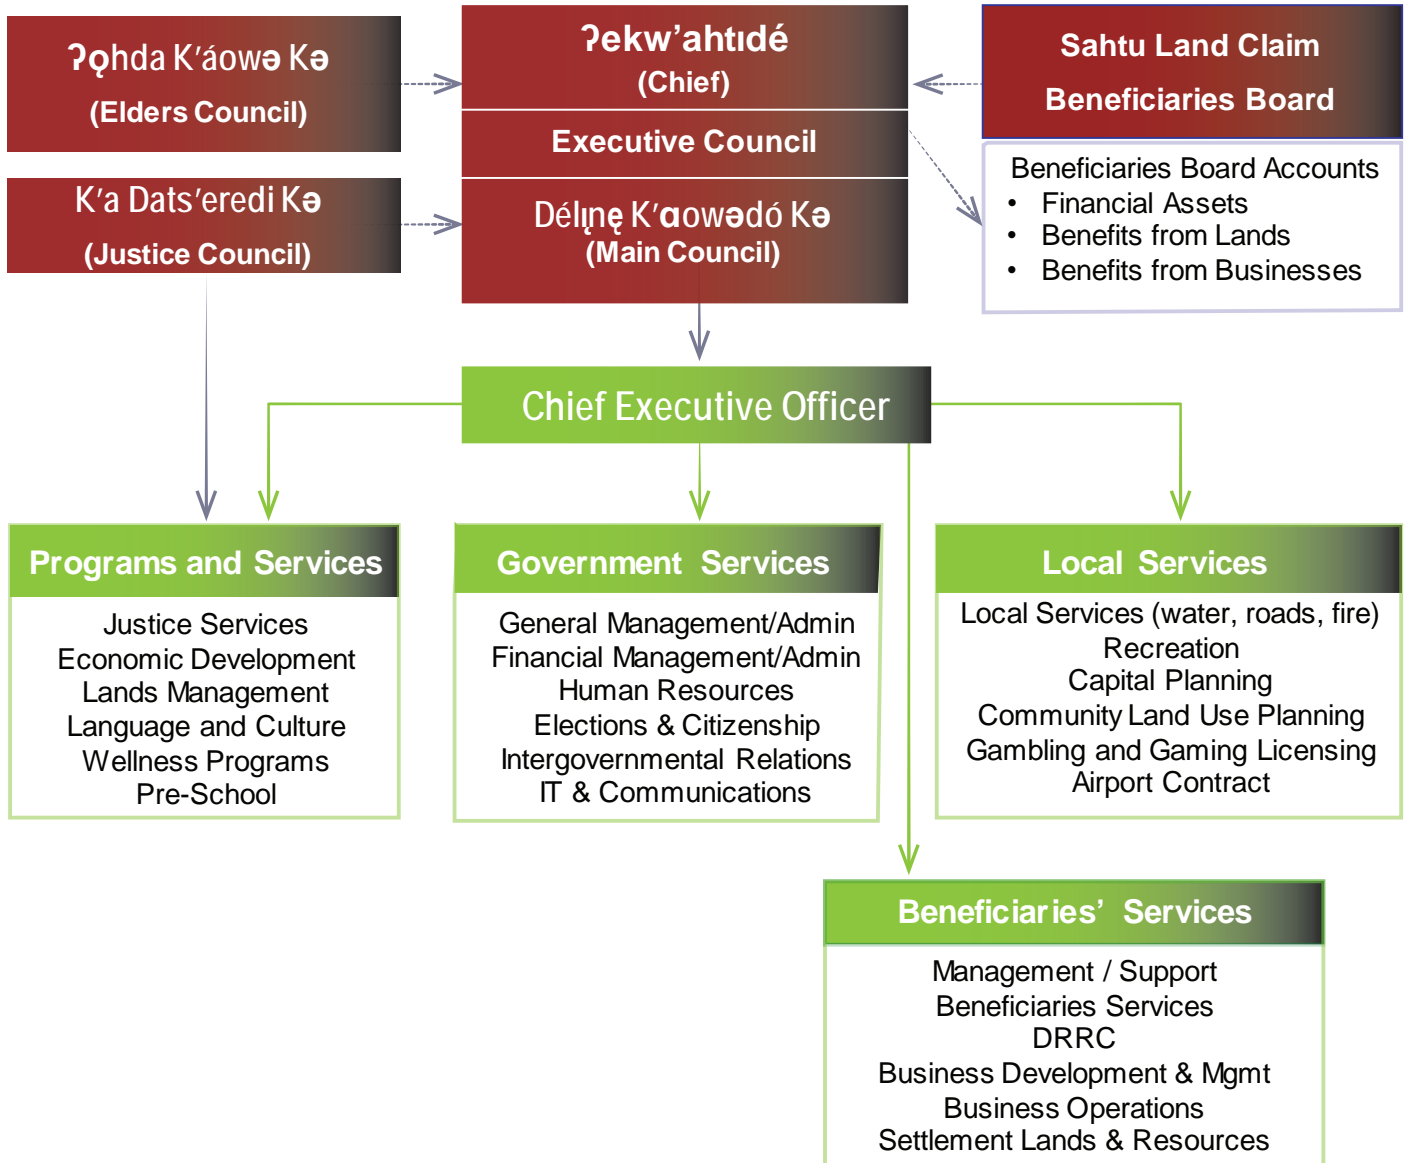 Ɂǫhda K'áowə Kə
(Elders Council)
K'a Dats'eredi Kə
(Justice Council)
Ɂekw'ahtıdé
(Chief)
Executive Council
Délı̨nę K'ɑowədó Kə
(Main Council)
Sahtu Land Claim
Beneficiaries Board
Beneficiaries Board Accounts
• Financial Assets
• Benefits from Lands
• Benefits from Businesses
Chief Executive Officer
Programs and Services
Justice Services
Economic Development
Lands Management
Language and Culture
Wellness Programs
Pre-School
Government Services
General Management/Admin
Financial Management/Admin
Human Resources
Elections & Citizenship
Intergovernmental Relations
IT & Communications
Local Services
Local Services (water, roads, fire)
Recreation
Capital Planning
Community Land Use Planning
Gambling and Gaming Licensing
Airport Contract
Beneficiaries’ Services
Management / Support
Beneficiaries Services
DRRC
Business Development & Mgmt
Business Operations
Settlement Lands & Resources